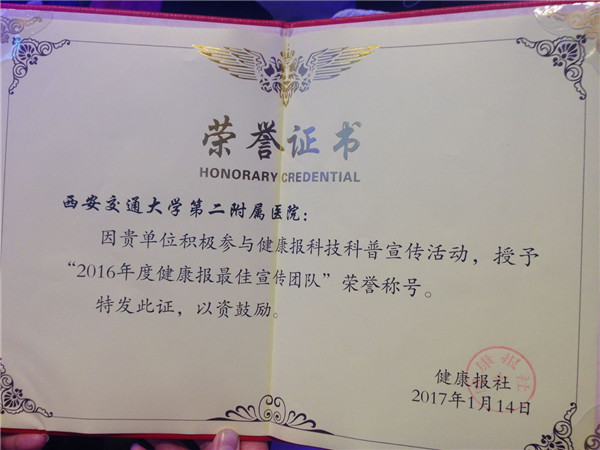 荣誉证书
HONORARY CREDENTIAL
西安交通大学第二附属医院：
因贵单位积极参与健康报科技科普宣传活动，授予
“2016年度健康报最佳宣传团队”荣誉称号。
特发此证，以资鼓励。
康报社
健康报社
2017年1月14日